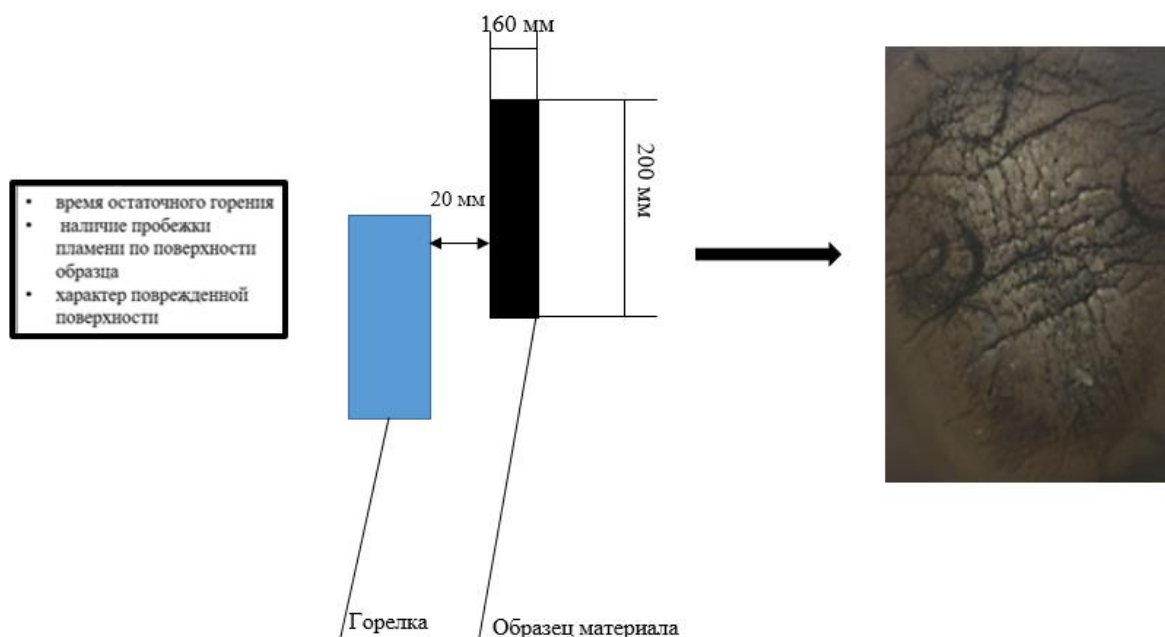 160 мм
• время остаточного горения
• наличие пробежки
пламени по поверхности
образца
• характер поврежденной
поверхности
20 мм
200 мм
Горелка
Образец материала